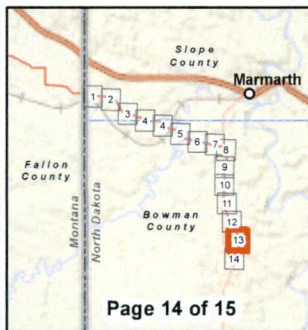 Slope
County
Marmarth
1
2
3
4
4
5
6
7
8
9
10
11
12
13
14
Fallon
County
Montana
North Dakota
Bowman
County
Page 14 of 15